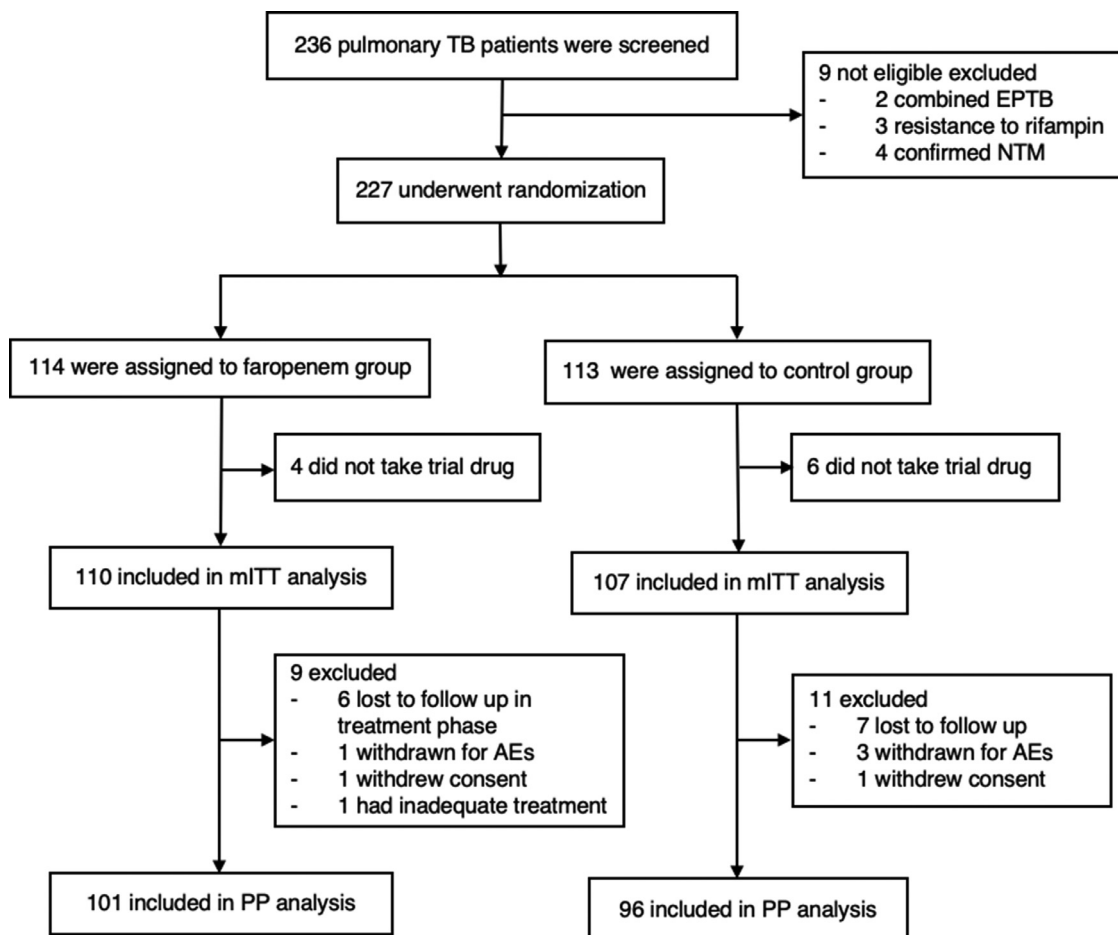 236 pulmonary TB patients were screened
9 not eligible excluded
- 2 combined EPTB
- 3 resistance to rifampin
- 4 confirmed NTM
227 underwent randomization
114 were assigned to faropenem group
113 were assigned to control group
4 did not take trial drug
6 did not take trial drug
110 included in mITT analysis
107 included in mITT analysis
9 excluded
- 6 lost to follow up in
treatment phase
- 1 withdrawn for AEs
- 1 withdrew consent
- 1 had inadequate treatment
11 excluded
- 7 lost to follow up
- 3 withdrawn for AEs
- 1 withdrew consent
101 included in PP analysis
96 included in PP analysis